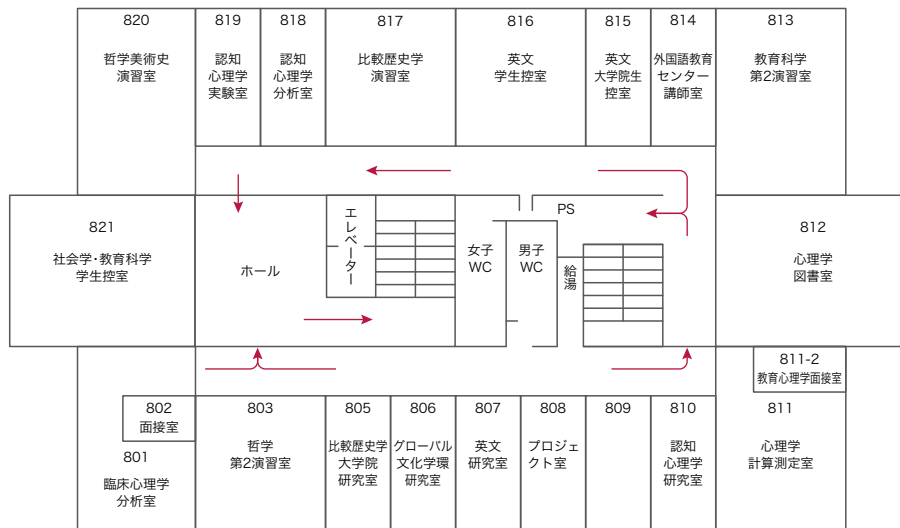 820
哲学美術史
演習室
819
認知
心理学
実験室
818
認知
心理学
分析室
817
比較歴史学
演習室
816
英文
学生控室
815
英文
大学院生
控室
814
外国語教育
センター
講師室
813
教育科学
第2演習室
821
社会学・教育科学
学生控室
ホール
エレベーター
女子
WC
男子
WC
PS
給湯
812
心理学
図書室
811-2
教育心理学面接室
802
面接室
801
臨床心理学
分析室
803
哲学
第2演習室
805
比較歴史学
大学院
研究室
806
グローバル
文化学環
研究室
807
英文
研究室
808
プロジェ
クト室
809
810
認知
心理学
研究室
811
心理学
計算測定室